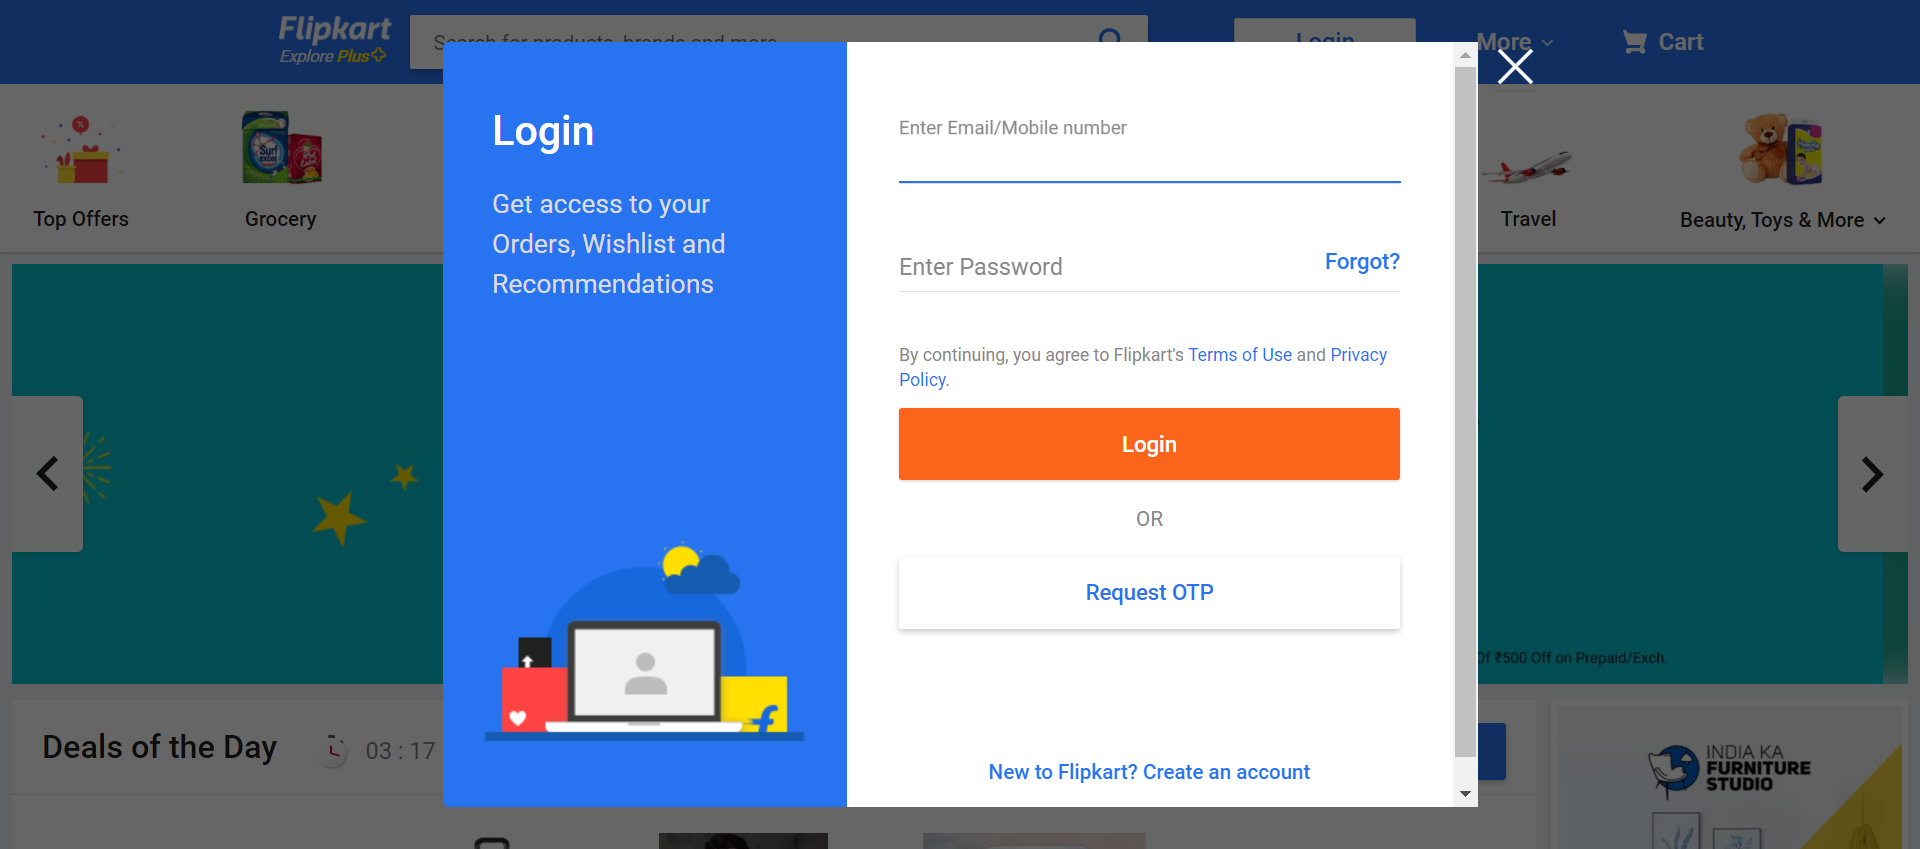 Flipkart
Explore Plus
Search for products, brands and more
Login
More
Cart
Top Offers
Grocery
Travel
Beauty, Toys & More
Login
Get access to your
Orders, Wishlist and
Recommendations
Enter Email/Mobile number
Enter Password
Forgot?
By continuing, you agree to Flipkart's Terms of Use and Privacy
Policy.
Login
OR
Request OTP
New to Flipkart? Create an account
₹500 Off on Prepaid/Exch.
Deals of the Day
03 : 17
INDIA KA
FURNITURE
STUDIO
Surf
excel